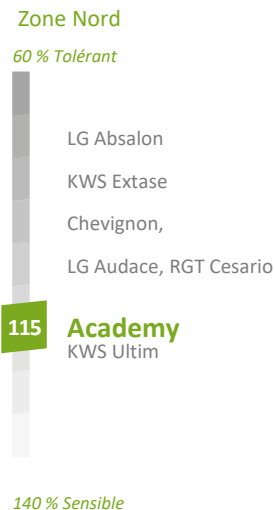 Zone Nord
60 % Tolérant
LG Absalon
KWS Extase
Chevignon,
LG Audace, RGT Cesario
115 Academy
KWS Ultim
140 % Sensible